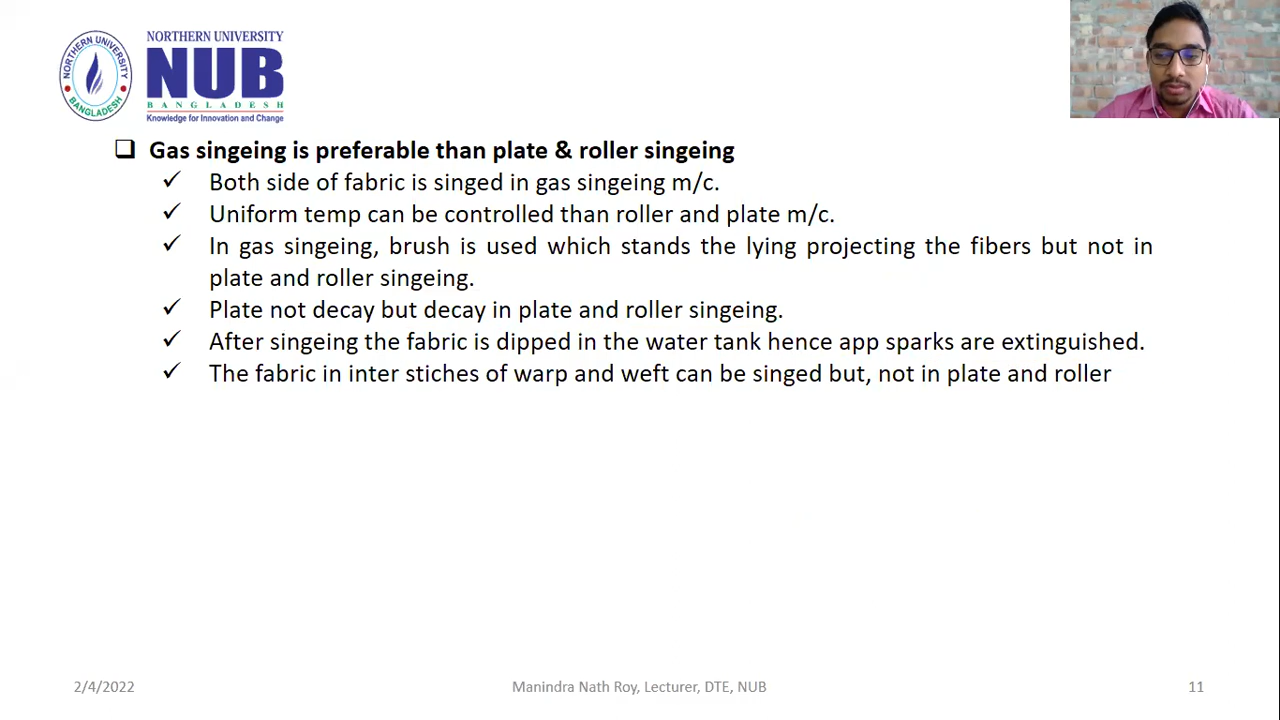 NORTHERN UNIVERSITY
BANGLADESH
NORTHERN UNIVERSITY
NUB
BANGLADESH
Knowledge for Innovation and Change
Gas singeing is preferable than plate & roller singeing
Both side of fabric is singed in gas singeing m/c.
Uniform temp can be controlled than roller and plate m/c.
In gas singeing, brush is used which stands the lying projecting the fibers but not in
plate and roller singeing.
Plate not decay but decay in plate and roller singeing.
After singeing the fabric is dipped in the water tank hence app sparks are extinguished.
The fabric in inter stiches of warp and weft can be singed but, not in plate and roller
2/4/2022
Manindra Nath Roy, Lecturer, DTE, NUB
11